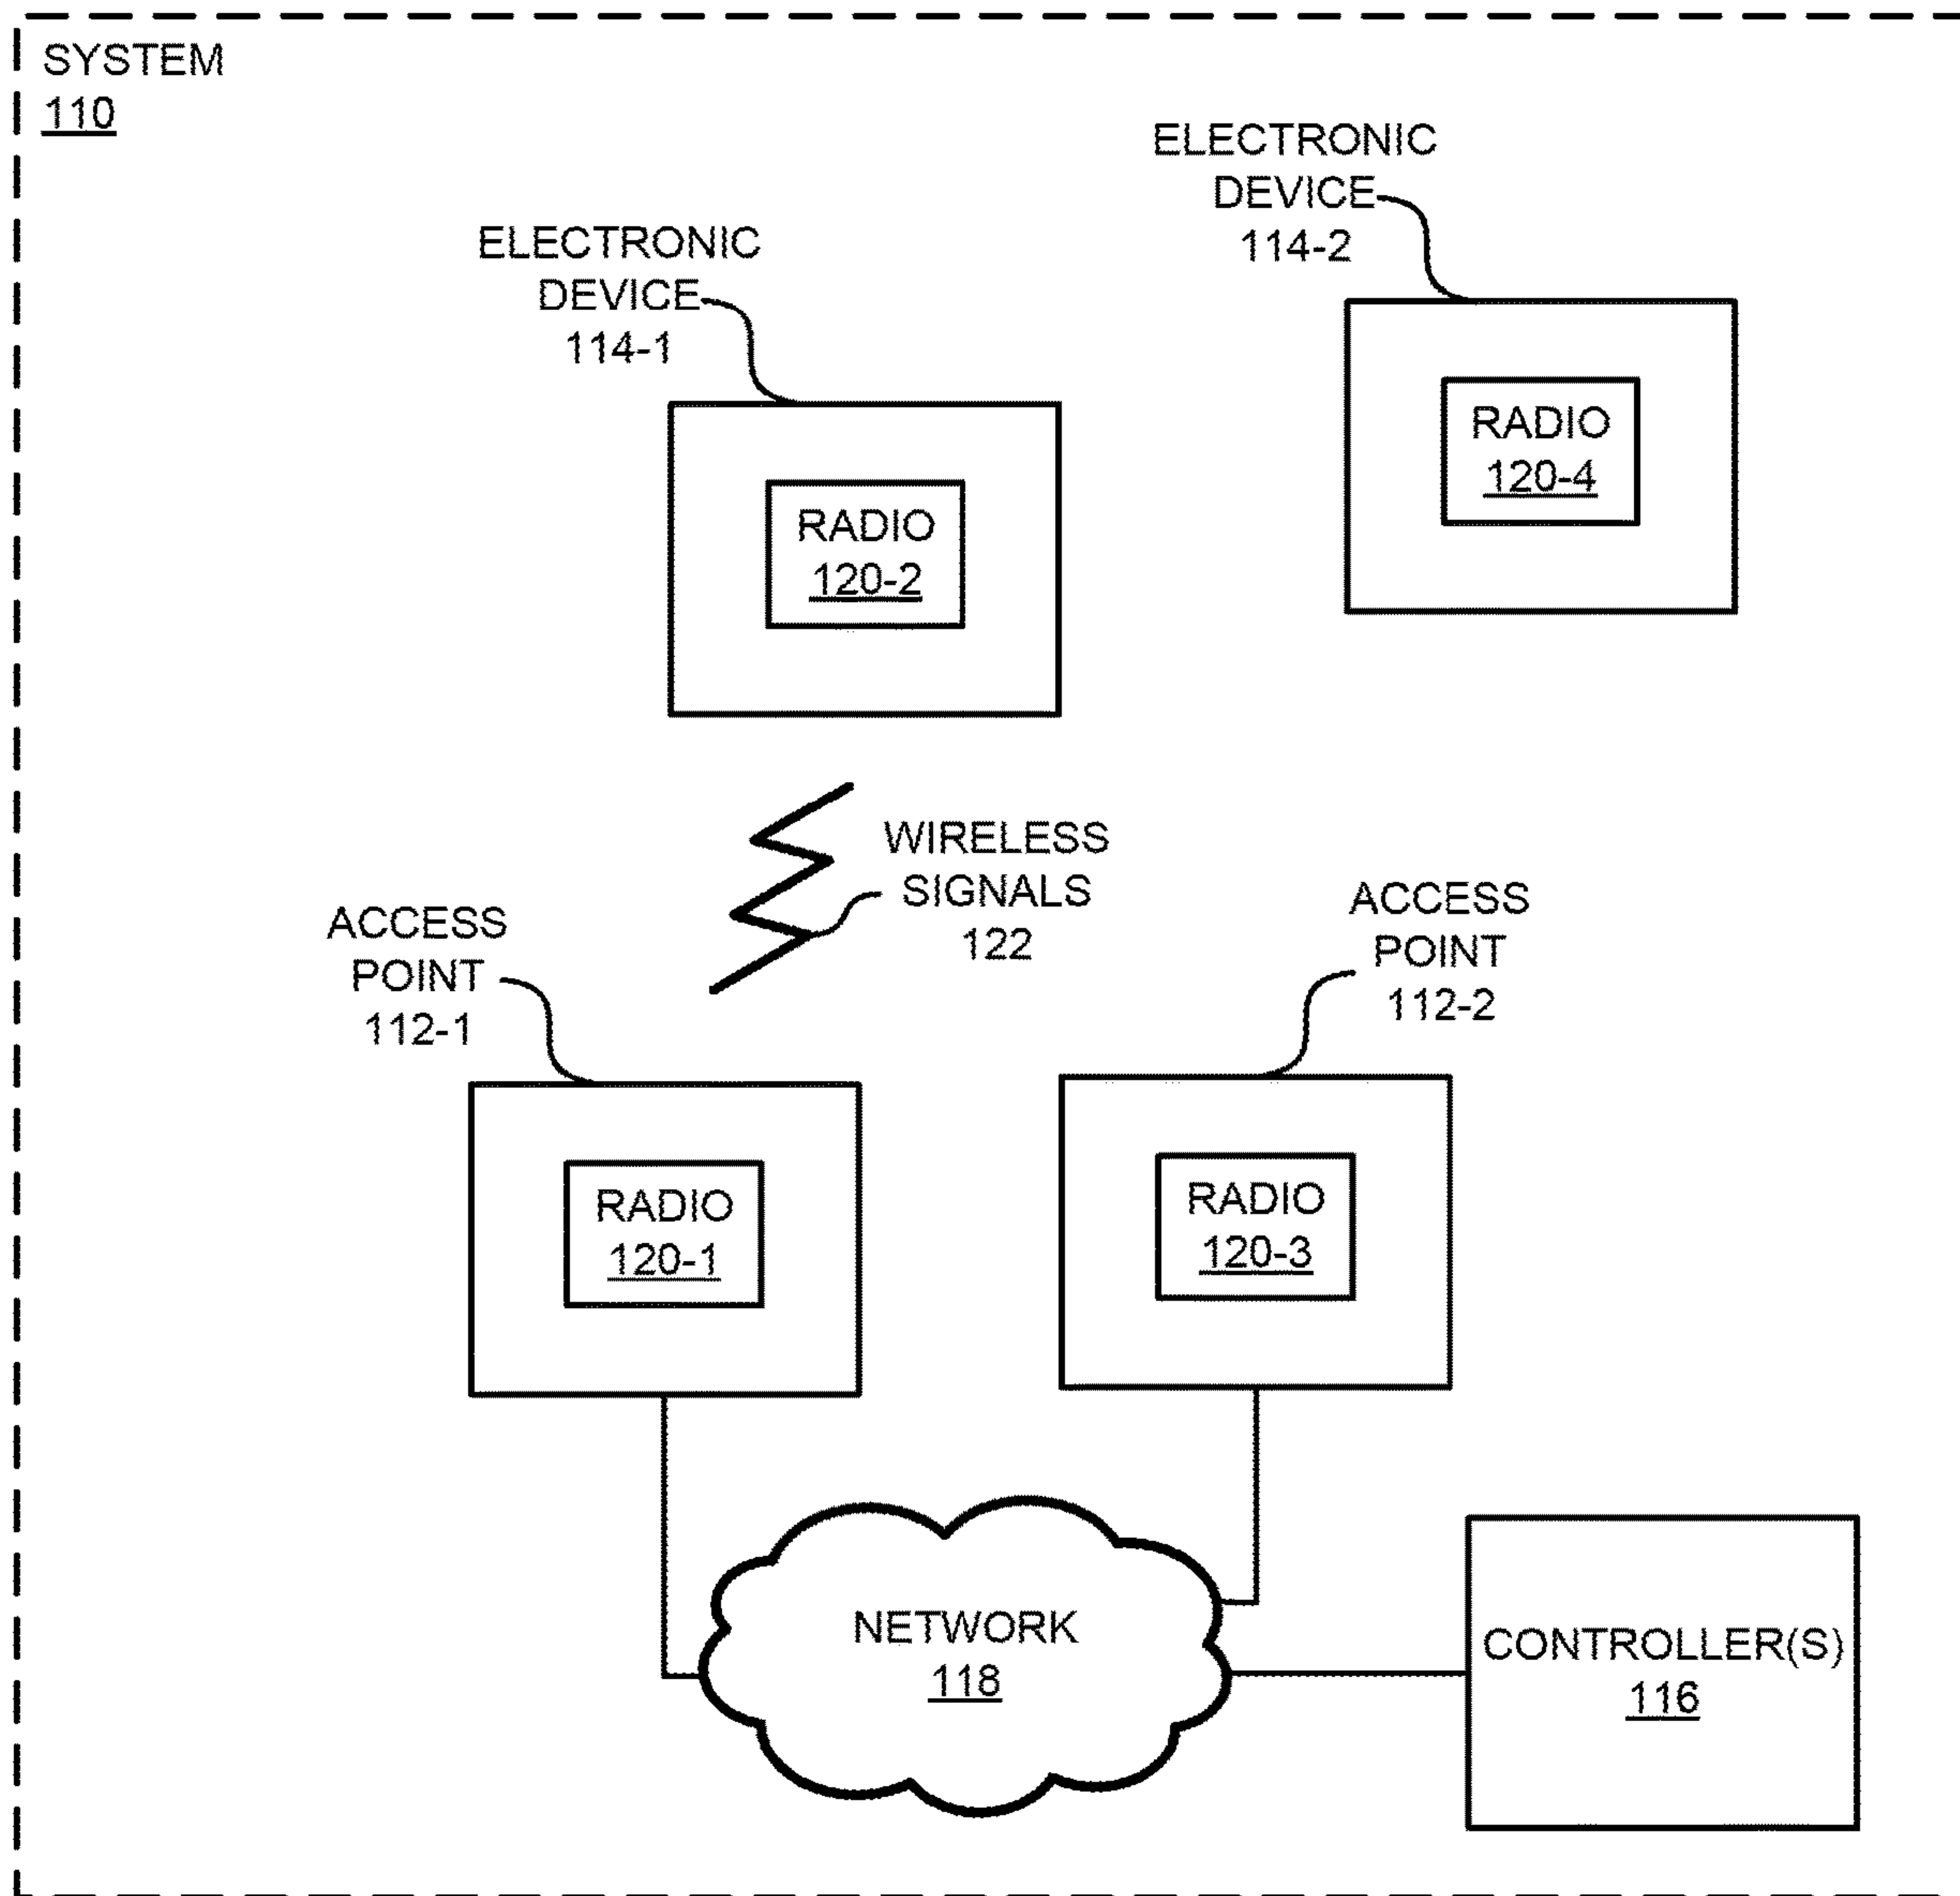 SYSTEM
110
ELECTRONIC
DEVICE
114-2
ELECTRONIC
DEVICE
114-1
RADIO
120-4
RADIO
120-2
WIRELESS
SIGNALS
122
ACCESS
POINT
112-1
ACCESS
POINT
112-2
RADIO
120-1
RADIO
120-3
NETWORK
118
CONTROLLER(S)
116